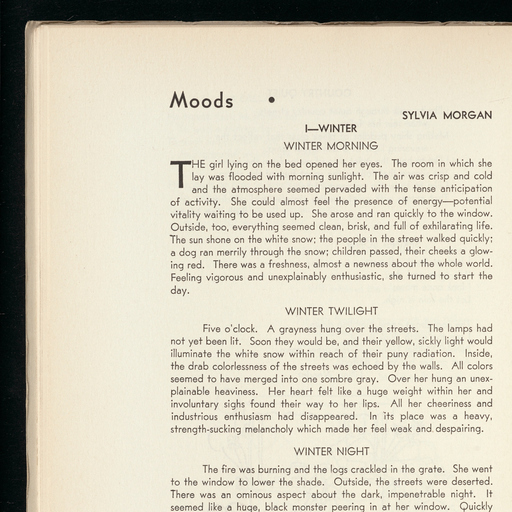 Moods •
SYLVIA MORGAN
I—WINTER
WINTER MORNING
THE girl lying on the bed opened her eyes. The room in which she
lay was flooded with morning sunlight. The air was crisp and cold
and the atmosphere seemed pervaded with the tense anticipation
of activity. She could almost feel the presence of energy—potential
vitality waiting to be used up. She arose and ran quickly to the window.
Outside, too, everything seemed clean, brisk, and full of exhilarating life.
The sun shone on the white snow; the people in the street walked quickly;
a dog ran merrily through the snow; children passed, their cheeks a glow-
ing red. There was a freshness, almost a newness about the whole world.
Feeling vigorous and unexplainably enthusiastic, she turned to start the
day.
WINTER TWILIGHT
Five o'clock. A grayness hung over the streets. The lamps had
not yet been lit. Soon they would be, and their yellow, sickly light would
illuminate the white snow within reach of their puny radiation. Inside,
the drab colorlessness of the streets was echoed by the walls. All colors
seemed to have merged into one sombre gray. Over her hung an unex-
plainable heaviness. Her heart felt like a huge weight within her and
involuntary sighs found their way to her lips. All her cheeriness and
industrious enthusiasm had disappeared. In its place was a heavy,
strength-sucking melancholy which made her feel weak and despairing.
WINTER NIGHT
The fire was burning and the logs crackled in the grate. She went
to the window to lower the shade. Outside, the streets were deserted.
There was an ominous aspect about the dark, impenetrable night. It
seemed like a huge, black monster peering in at her window. Quickly